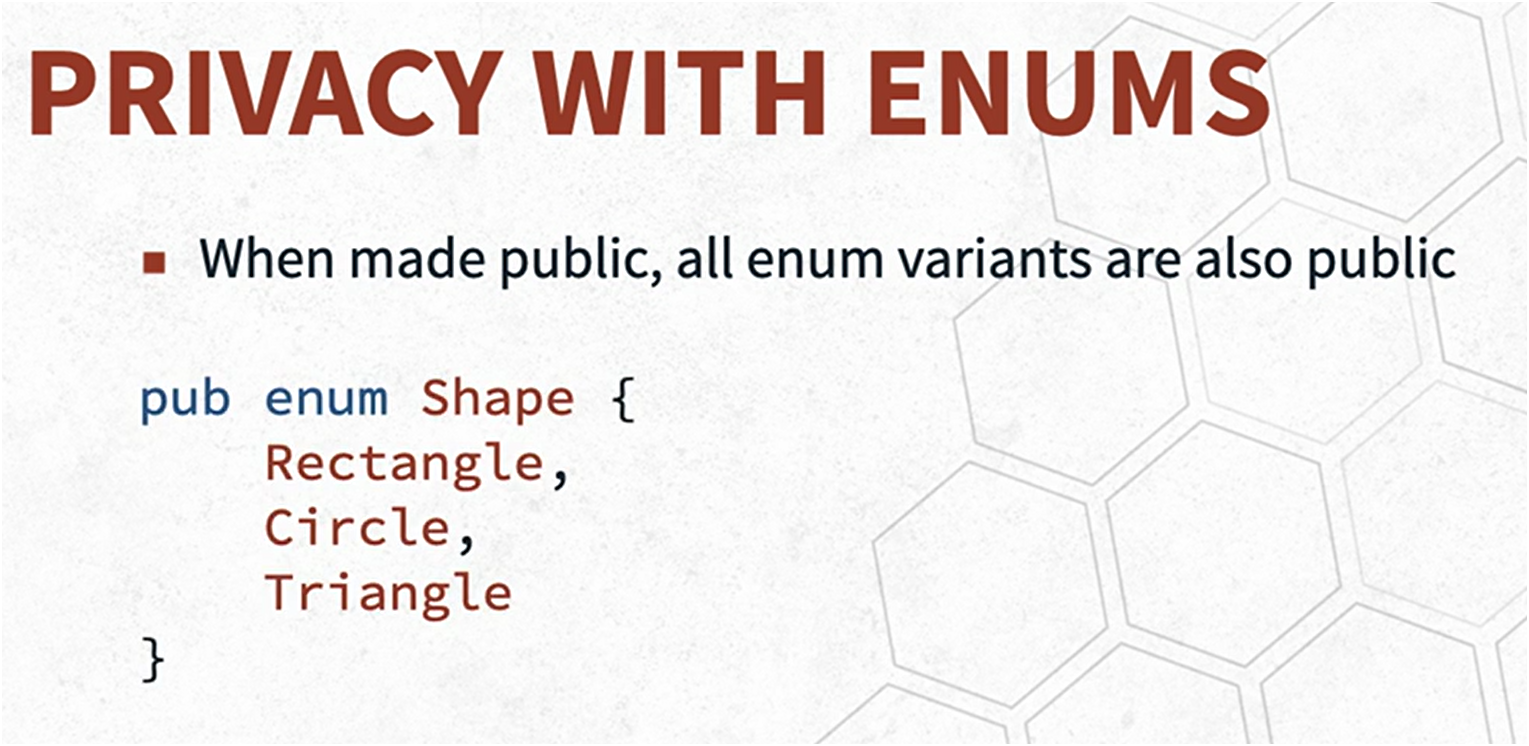 PRIVACY WITH ENUMS
▪ When made public, all enum variants are also public
pub enum Shape {
    Rectangle,
    Circle,
    Triangle
}